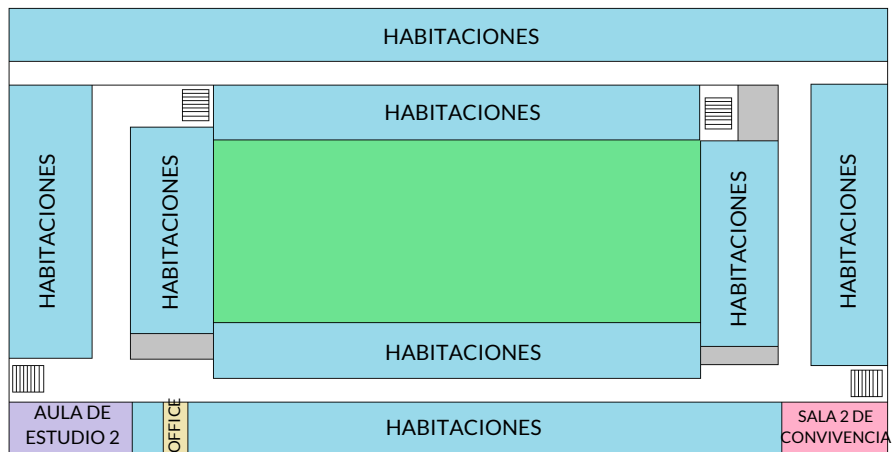 HABITACIONES
HABITACIONES
HABITACIONES
HABITACIONES
HABITACIONES
HABITACIONES
HABITACIONES
AULA DE
ESTUDIO 2
OFFICE
HABITACIONES
SALA 2 DE
CONVIVENCIA